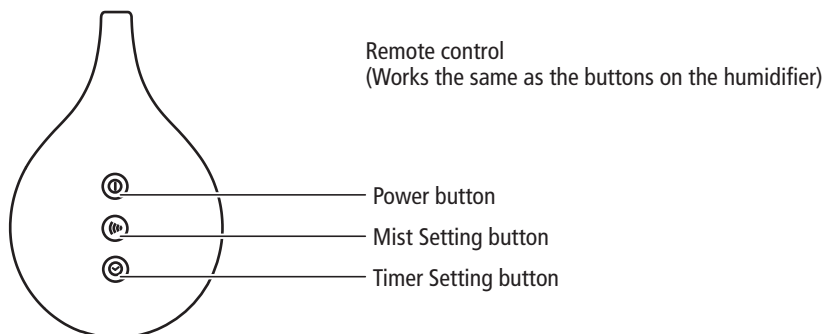 Remote control
(Works the same as the buttons on the humidifier)
Power button
Mist Setting button
Timer Setting button